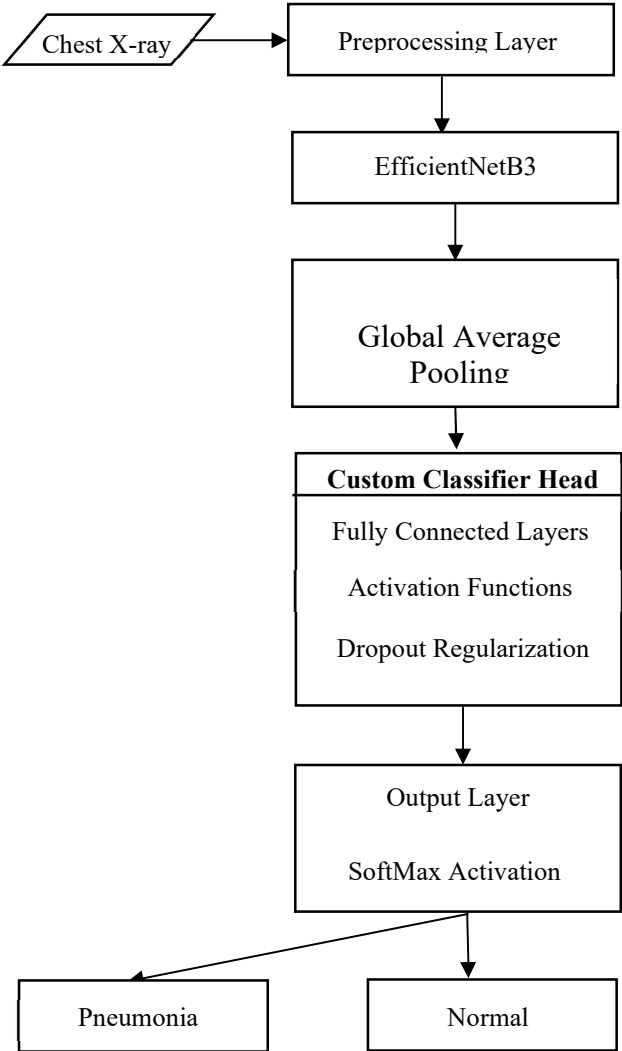 Chest X-ray
Preprocessing Layer
EfficientNetB3
Global Average
Pooling
Custom Classifier Head
Fully Connected Layers
Activation Functions
Dropout Regularization
Output Layer
SoftMax Activation
Pneumonia
Normal